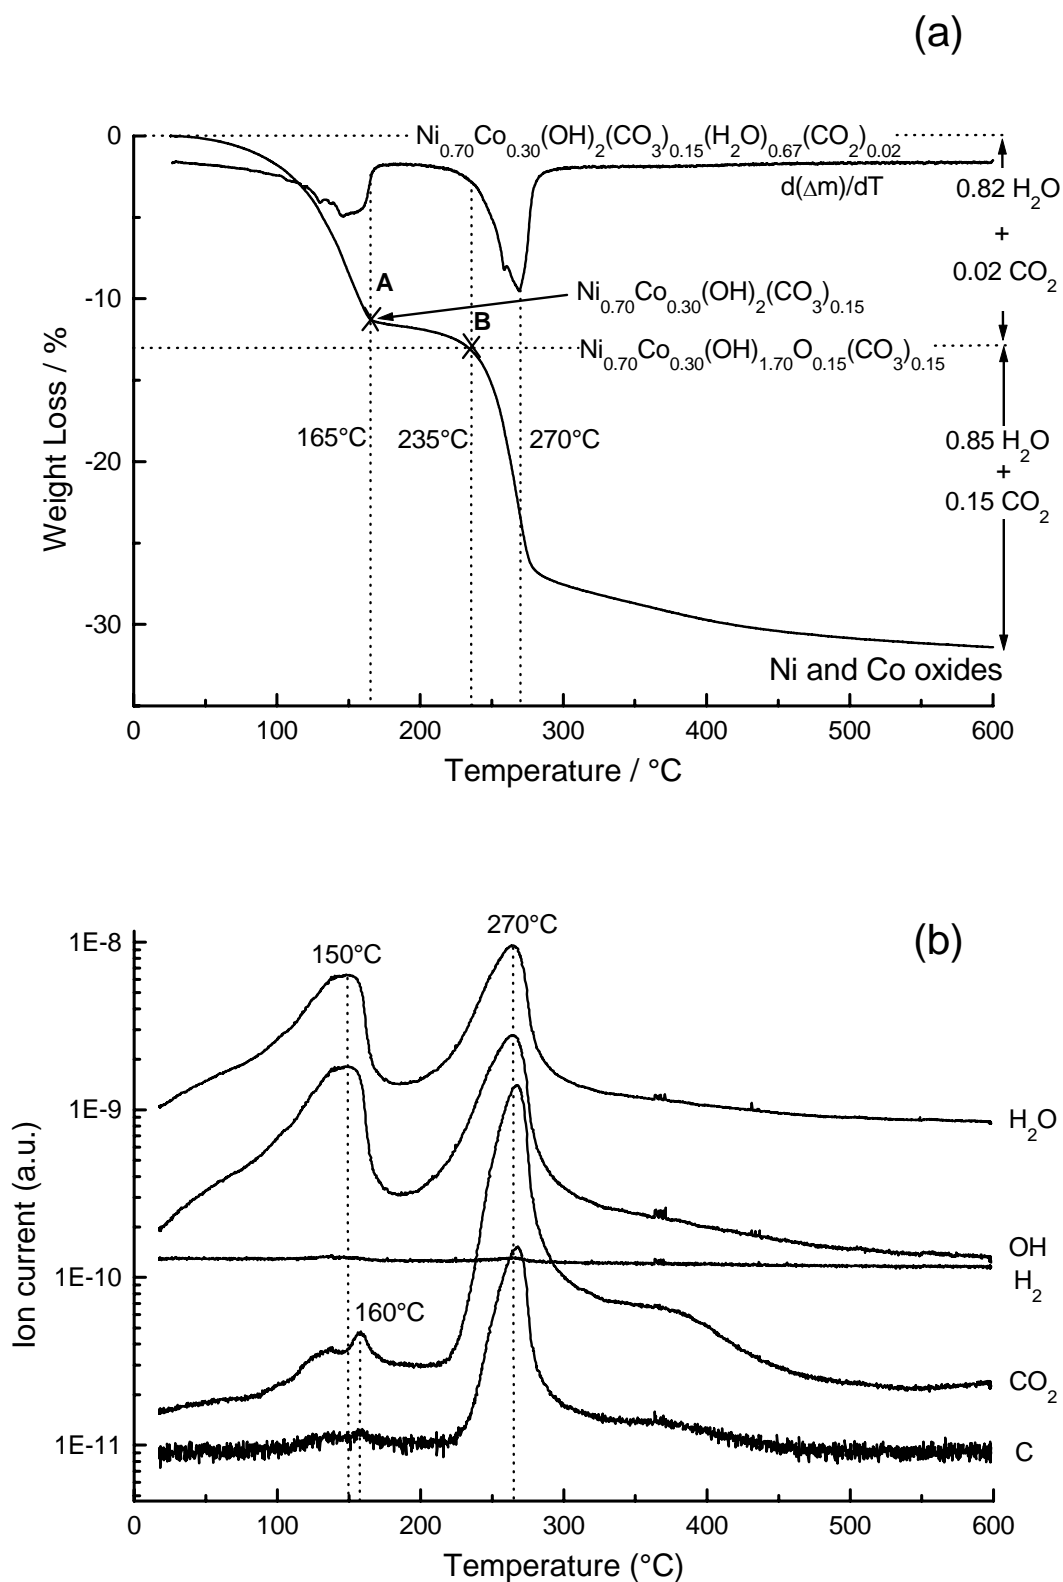 (a)
0
-10
-20
-30
Weight Loss / %
Ni0.70Co0.30(OH)2(CO3)0.15(H2O)0.67(CO2)0.02
d(Δm)/dT
0.82 H2O
+
0.02 CO2
A
Ni0.70Co0.30(OH)2(CO3)0.15
B
Ni0.70Co0.30(OH)1.70O0.15(CO3)0.15
165°C
235°C
270°C
0.85 H2O
+
0.15 CO2
Ni and Co oxides
0 100 200 300 400 500 600
Temperature / °C
(b)
1E-8
1E-9
1E-10
1E-11
Ion current (a.u.)
150°C
270°C
160°C
H2O
OH
H2
CO2
C
0 100 200 300 400 500 600
Temperature (°C)